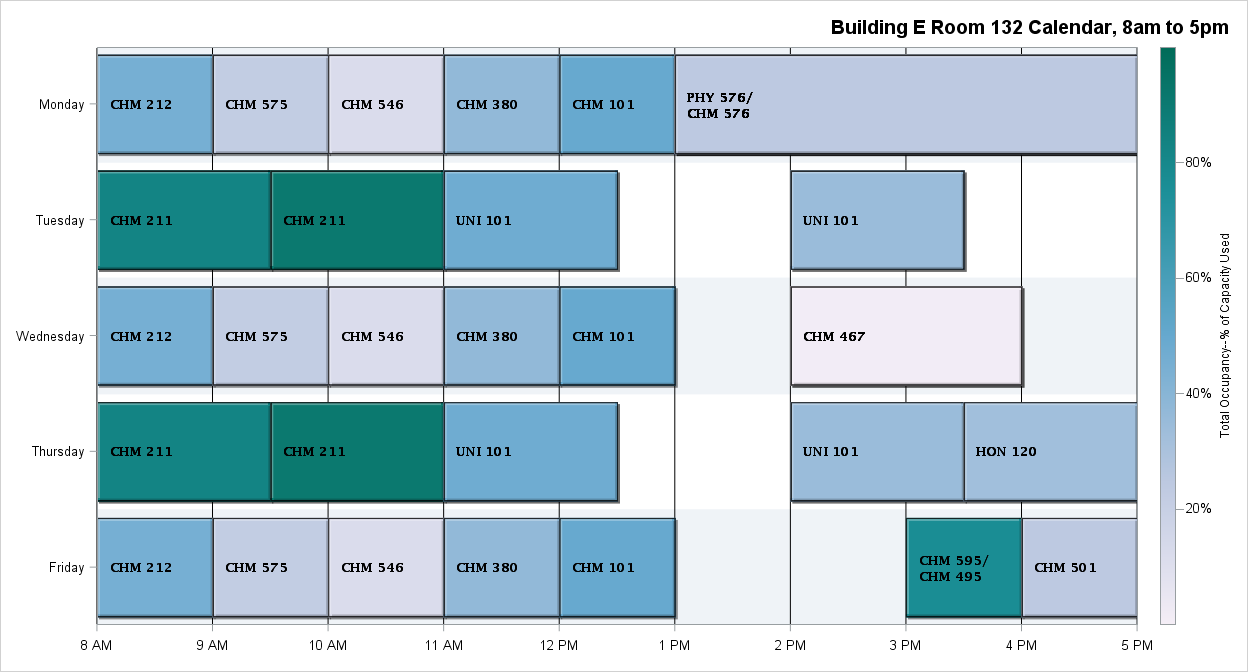 Building E Room 132 Calendar, 8am to 5pm
Monday
CHM 212
CHM 575
CHM 546
CHM 380
CHM 101
PHY 576/
CHM 576
Tuesday
CHM 211
CHM 211
UNI 101
UNI 101
Wednesday
CHM 212
CHM 575
CHM 546
CHM 380
CHM 101
CHM 467
Thursday
CHM 211
CHM 211
UNI 101
UNI 101
HON 120
Friday
CHM 212
CHM 575
CHM 546
CHM 380
CHM 101
CHM 595/
CHM 495
CHM 501
8 AM
9 AM
10 AM
11 AM
12 PM
1 PM
2 PM
3 PM
4 PM
5 PM
80%
60%
40%
20%
Total Occupancy--% of Capacity Used